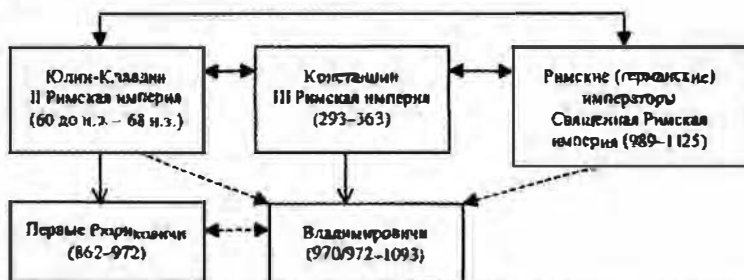 Юлии-Клавдии
II Римская империя
(60 до н.э. – 68 н.э.)
Константин
III Римская империя
(293–363)
Римские (германские)
императоры
Священная Римская
империя (989–1125)
Первые Рюриковичи
(862–972)
Владимировичи
(970/972–1093)